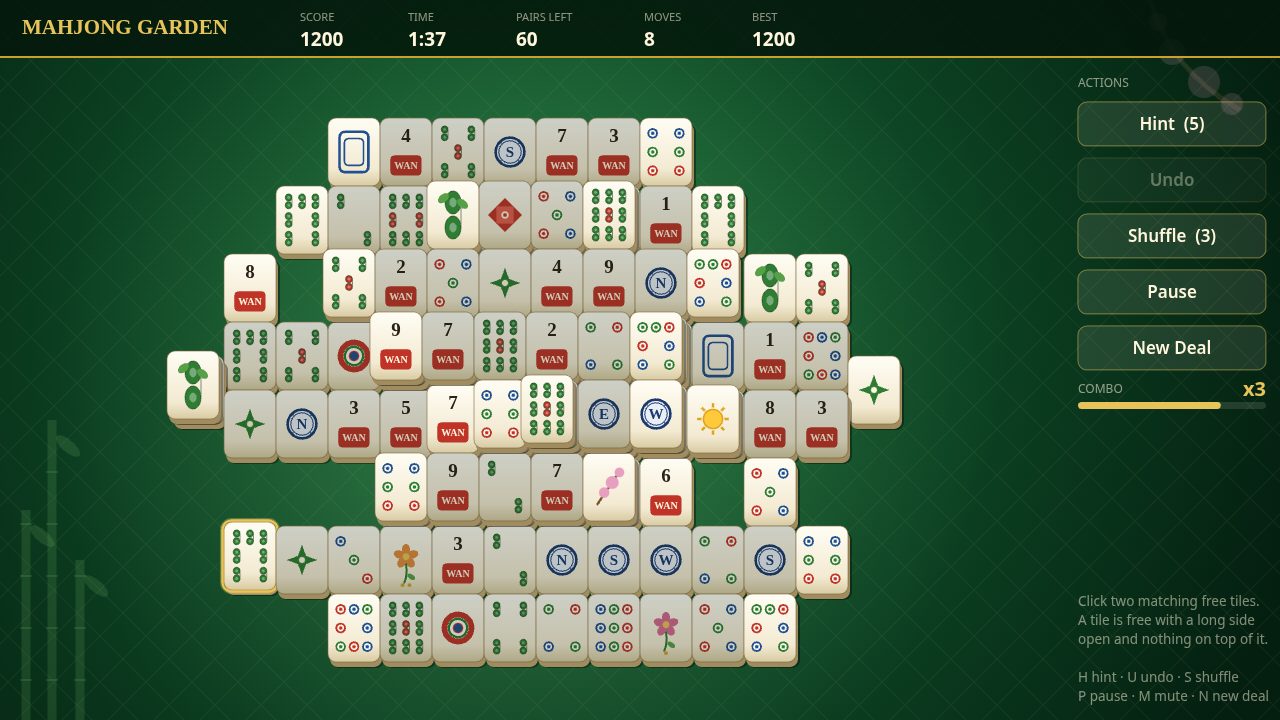 MAHJONG GARDEN
SCORE
1200
TIME
1:37
PAIRS LEFT
60
MOVES
8
BEST
1200
ACTIONS
Hint (5)
Undo
Shuffle (3)
Pause
New Deal
COMBO x3
4 WAN S 7 WAN 3 WAN
1 WAN
8 WAN 2 WAN 4 WAN 9 WAN N
9 WAN 7 WAN 2 WAN 1 WAN
N 3 WAN 5 WAN 7 WAN E W 8 WAN 3 WAN
9 WAN 7 WAN 6 WAN
3 WAN N S W S
Click two matching free tiles.
A tile is free with a long side
open and nothing on top of it.
H hint · U undo · S shuffle
P pause · M mute · N new deal